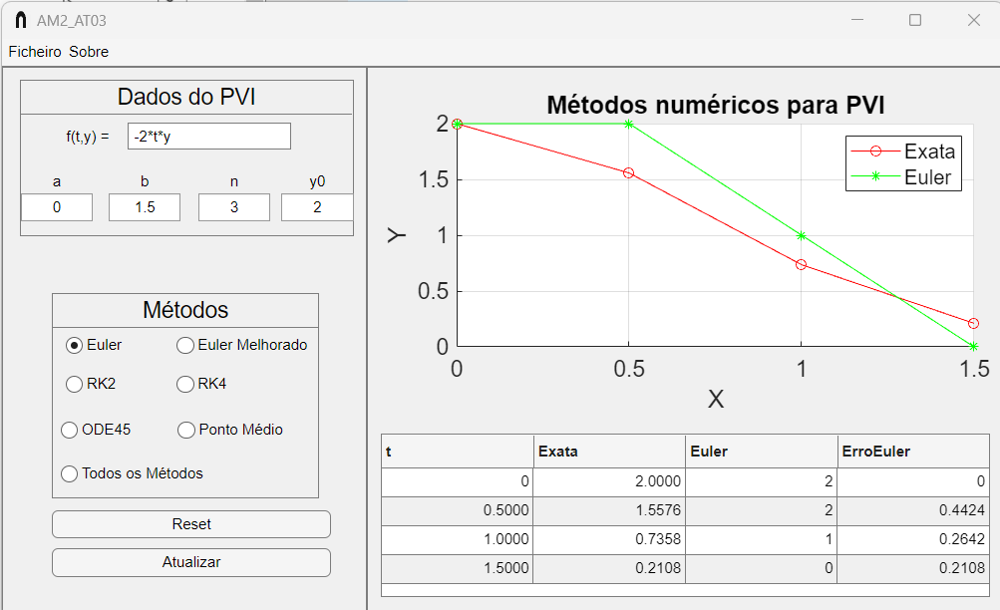 AM2_AT03
Ficheiro Sobre
Dados do PVI
f(t,y) = -2*t*y
a b n y0
0 1.5 3 2
Métodos
Euler Euler Melhorado
RK2 RK4
ODE45 Ponto Médio
Todos os Métodos
Reset
Atualizar
Métodos numéricos para PVI
Exata
Euler
2
1.5
1
0.5
0
Y
0 0.5 1 1.5
X
t Exata Euler ErroEuler
0 2.0000 2 0
0.5000 1.5576 2 0.4424
1.0000 0.7358 1 0.2642
1.5000 0.2108 0 0.2108